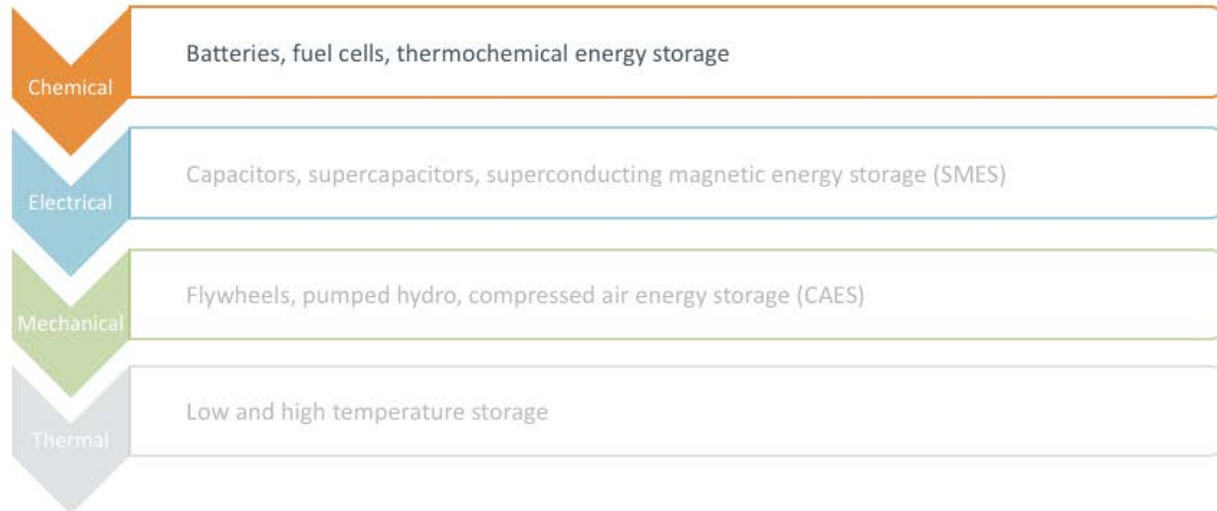 Batteries, fuel cells, thermochemical energy storage
Chemical
Capacitors, supercapacitors, superconducting magnetic energy storage (SMES)
Electrical
Flywheels, pumped hydro, compressed air energy storage (CAES)
Mechanical
Low and high temperature storage
Thermal